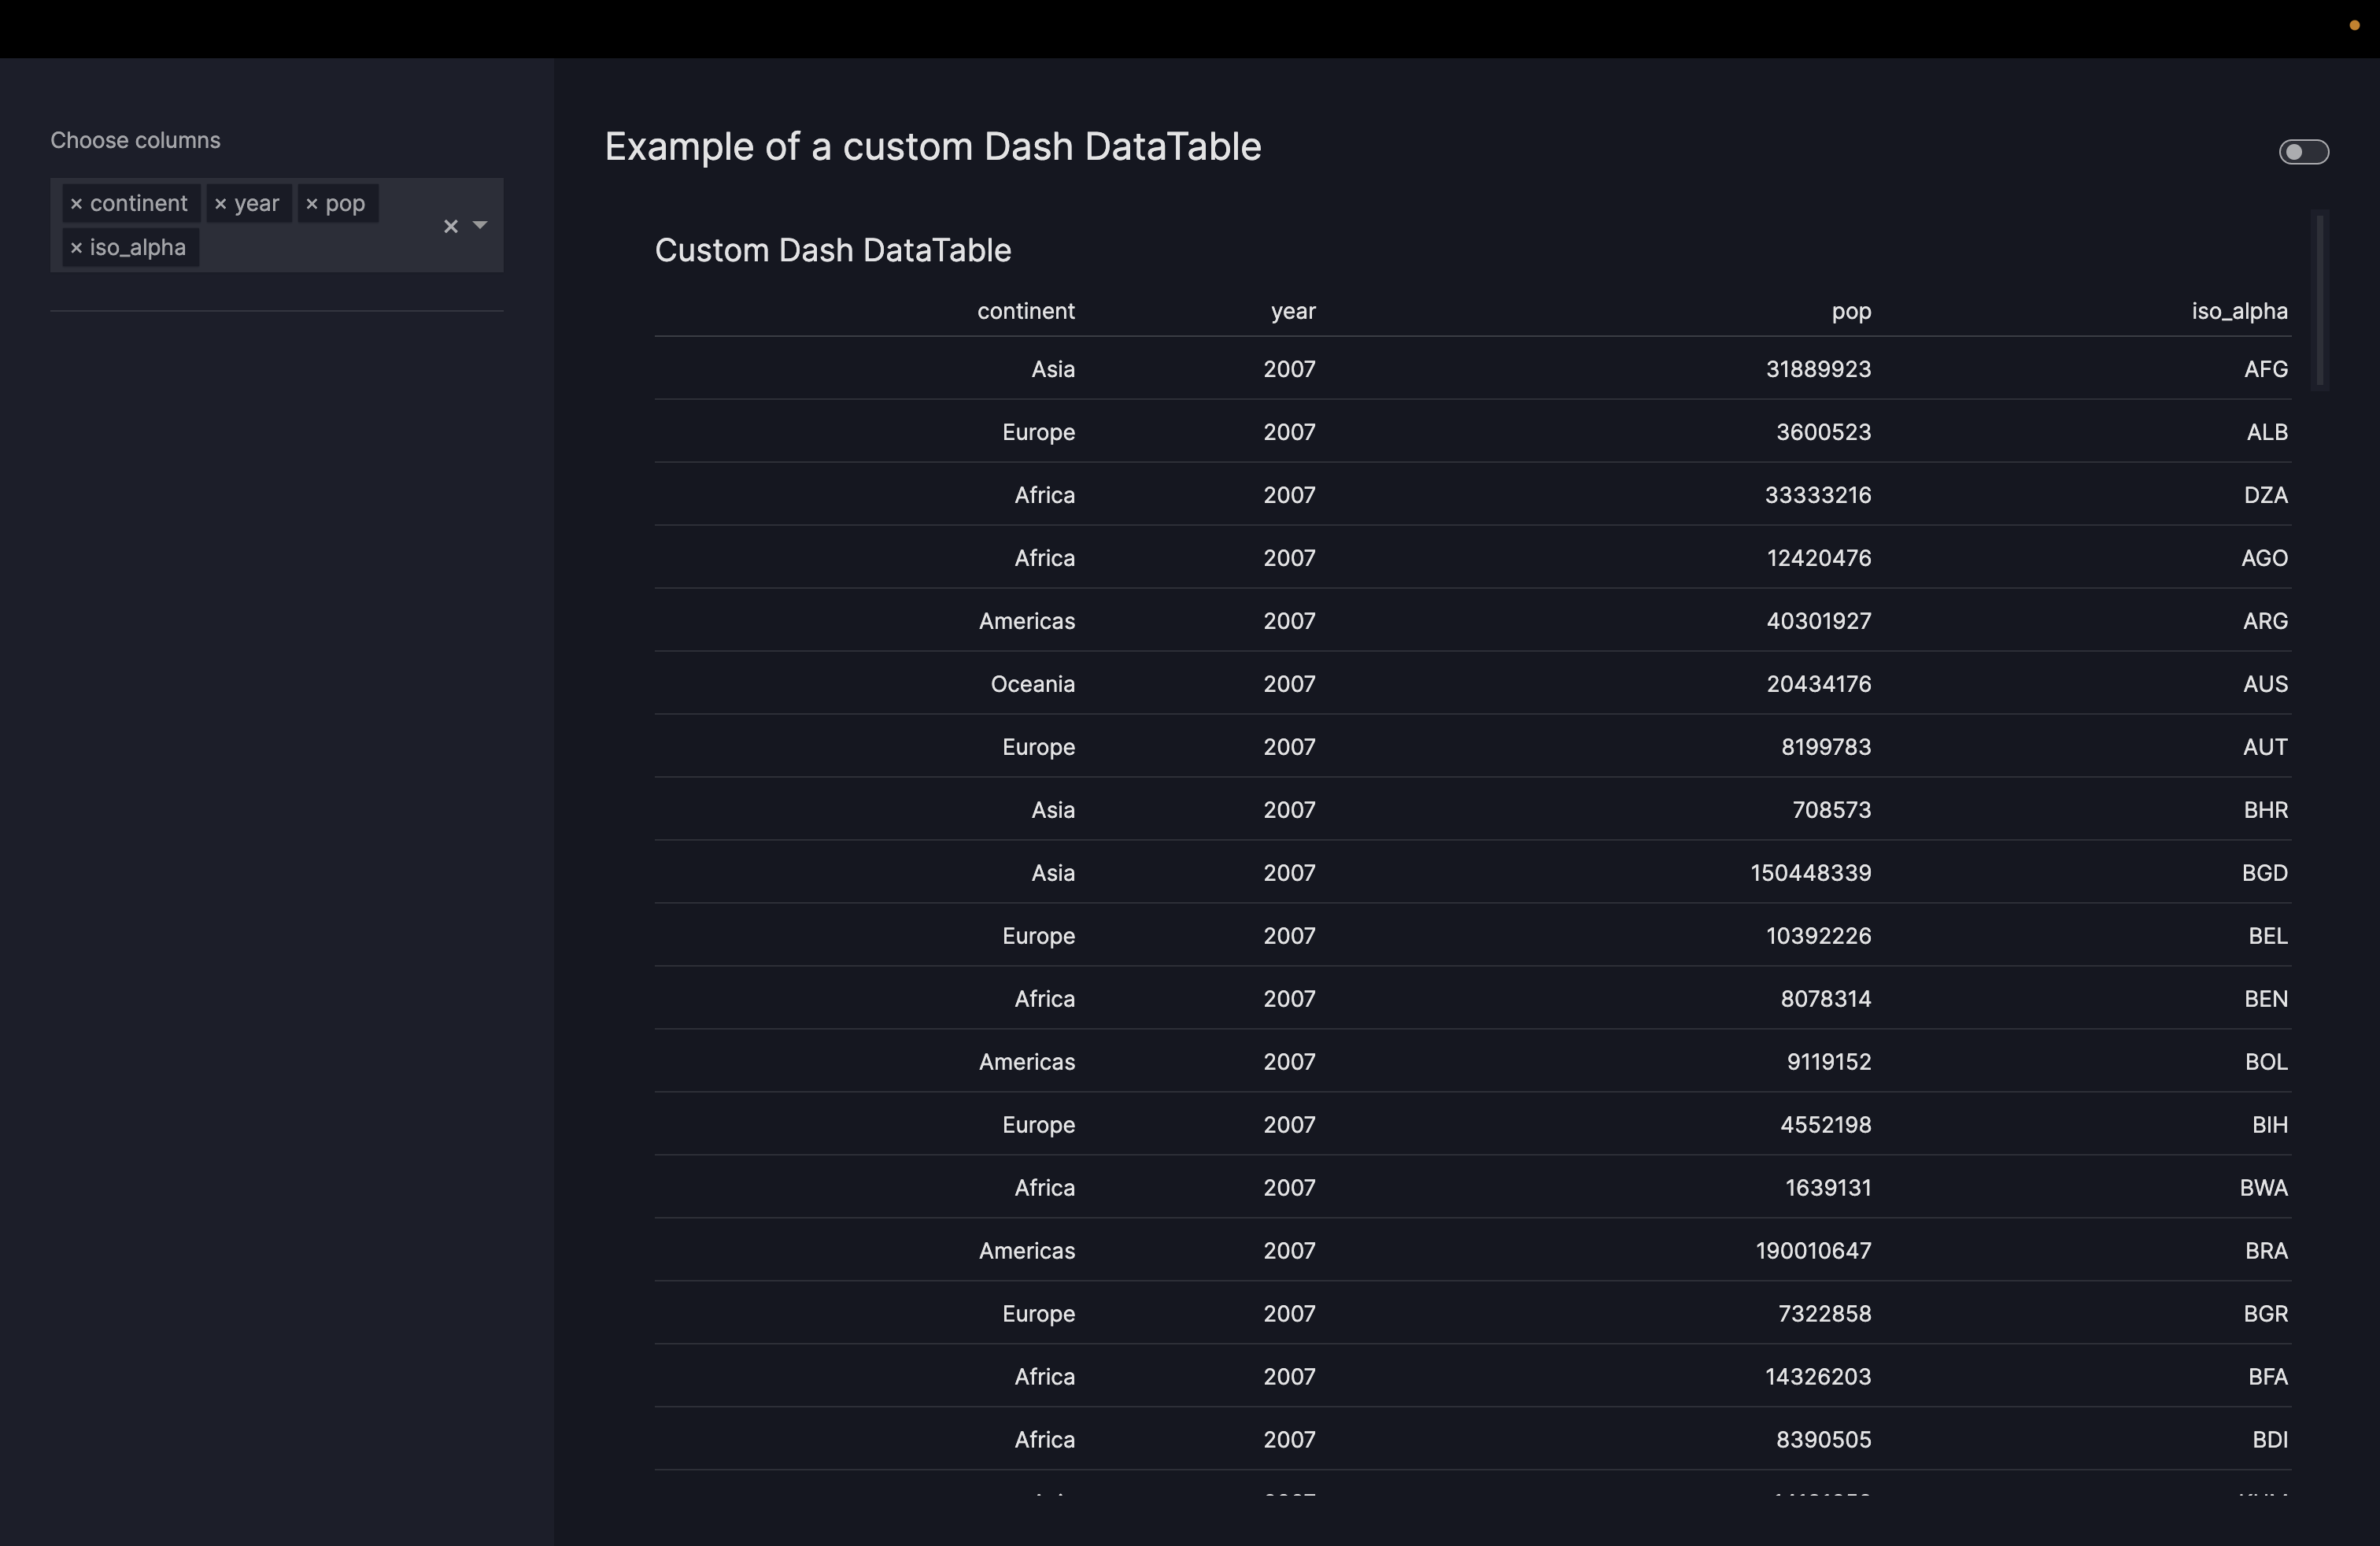 Choose columns
× continent × year × pop
× iso_alpha
Example of a custom Dash DataTable
Custom Dash DataTable
continent year pop iso_alpha
Asia 2007 31889923 AFG
Europe 2007 3600523 ALB
Africa 2007 33333216 DZA
Africa 2007 12420476 AGO
Americas 2007 40301927 ARG
Oceania 2007 20434176 AUS
Europe 2007 8199783 AUT
Asia 2007 708573 BHR
Asia 2007 150448339 BGD
Europe 2007 10392226 BEL
Africa 2007 8078314 BEN
Americas 2007 9119152 BOL
Europe 2007 4552198 BIH
Africa 2007 1639131 BWA
Americas 2007 190010647 BRA
Europe 2007 7322858 BGR
Africa 2007 14326203 BFA
Africa 2007 8390505 BDI